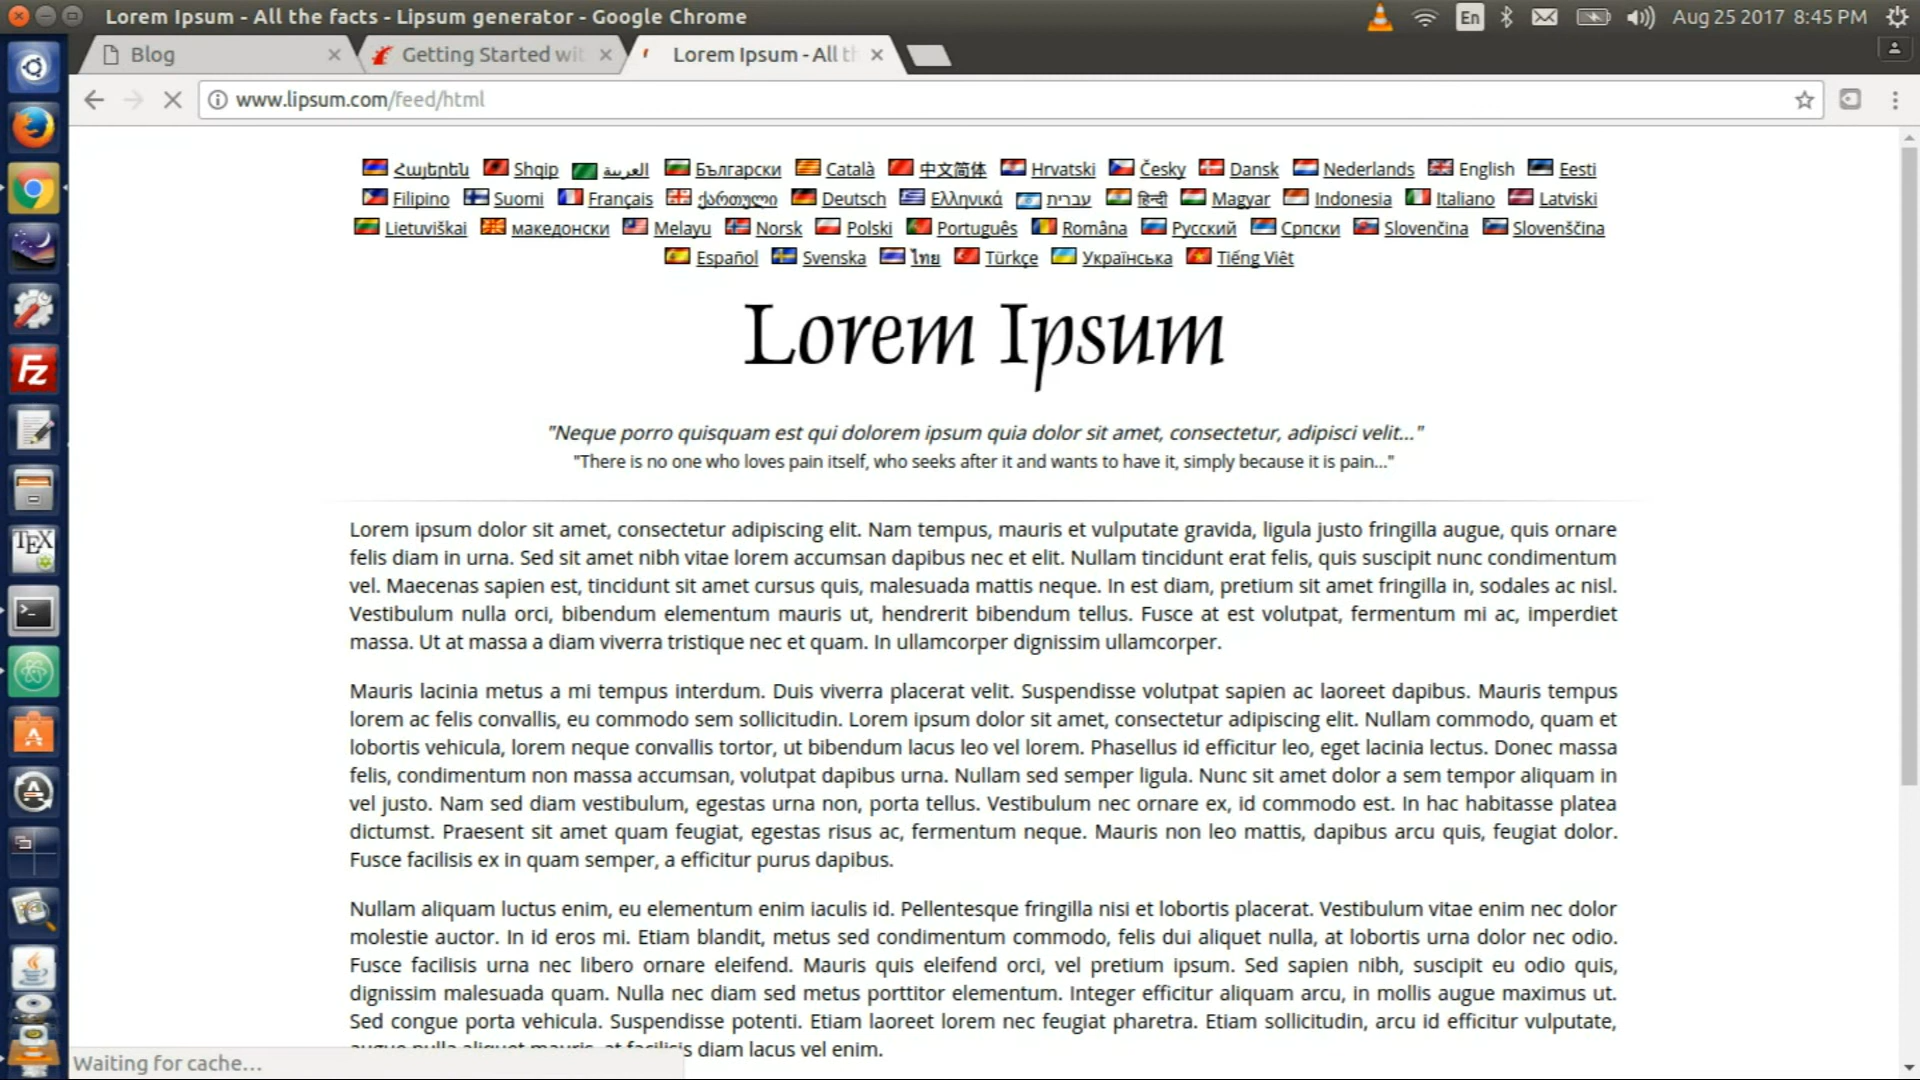 Lorem Ipsum - All the facts - Lipsum generator - Google Chrome
En
Aug 25 2017 8:45 PM
Blog
Getting Started wit
Lorem Ipsum - All th
www.lipsum.com/feed/html
Հայերեն Shqip العربية Български Català 中文简体 Hrvatski Česky Dansk Nederlands English Eesti
Filipino Suomi Français ქართული Deutsch Ελληνικά עברית हिन्दी Magyar Indonesia Italiano Latviski
Lietuviškai македонски Melayu Norsk Polski Português Româna Русский Српски Slovenčina Slovenščina
Español Svenska ไทย Türkçe Українська Tiếng Việt
Lorem Ipsum
"Neque porro quisquam est qui dolorem ipsum quia dolor sit amet, consectetur, adipisci velit..."
"There is no one who loves pain itself, who seeks after it and wants to have it, simply because it is pain..."
Lorem ipsum dolor sit amet, consectetur adipiscing elit. Nam tempus, mauris et vulputate gravida, ligula justo fringilla augue, quis ornare
felis diam in urna. Sed sit amet nibh vitae lorem accumsan dapibus nec et elit. Nullam tincidunt erat felis, quis suscipit nunc condimentum
vel. Maecenas sapien est, tincidunt sit amet cursus quis, malesuada mattis neque. In est diam, pretium sit amet fringilla in, sodales ac nisl.
Vestibulum nulla orci, bibendum elementum mauris ut, hendrerit bibendum tellus. Fusce at est volutpat, fermentum mi ac, imperdiet
massa. Ut at massa a diam viverra tristique nec et quam. In ullamcorper dignissim ullamcorper.
Mauris lacinia metus a mi tempus interdum. Duis viverra placerat velit. Suspendisse volutpat sapien ac laoreet dapibus. Mauris tempus
lorem ac felis convallis, eu commodo sem sollicitudin. Lorem ipsum dolor sit amet, consectetur adipiscing elit. Nullam commodo, quam et
lobortis vehicula, lorem neque convallis tortor, ut bibendum lacus leo vel lorem. Phasellus id efficitur leo, eget lacinia lectus. Donec massa
felis, condimentum non massa accumsan, volutpat dapibus urna. Nullam sed semper ligula. Nunc sit amet dolor a sem tempor aliquam in
vel justo. Nam sed diam vestibulum, egestas urna non, porta tellus. Vestibulum nec ornare ex, id commodo est. In hac habitasse platea
dictumst. Praesent sit amet quam feugiat, egestas risus ac, fermentum neque. Mauris non leo mattis, dapibus arcu quis, feugiat dolor.
Fusce facilisis ex in quam semper, a efficitur purus dapibus.
Nullam aliquam luctus enim, eu elementum enim iaculis id. Pellentesque fringilla nisi et lobortis placerat. Vestibulum vitae enim nec dolor
molestie auctor. In id eros mi. Etiam blandit, metus sed condimentum commodo, felis dui aliquet nulla, at lobortis urna dolor nec odio.
Fusce facilisis urna nec libero ornare eleifend. Mauris quis eleifend orci, vel pretium ipsum. Sed sapien nibh, suscipit eu odio quis,
dignissim malesuada quam. Nulla nec diam sed metus porttitor elementum. Integer efficitur aliquam arcu, in mollis augue maximus ut.
Sed congue porta vehicula. Suspendisse potenti. Etiam laoreet lorem nec feugiat pharetra. Etiam sollicitudin, arcu id efficitur vulputate,
diam lacus vel enim.
Waiting for cache...
FZ
TEX